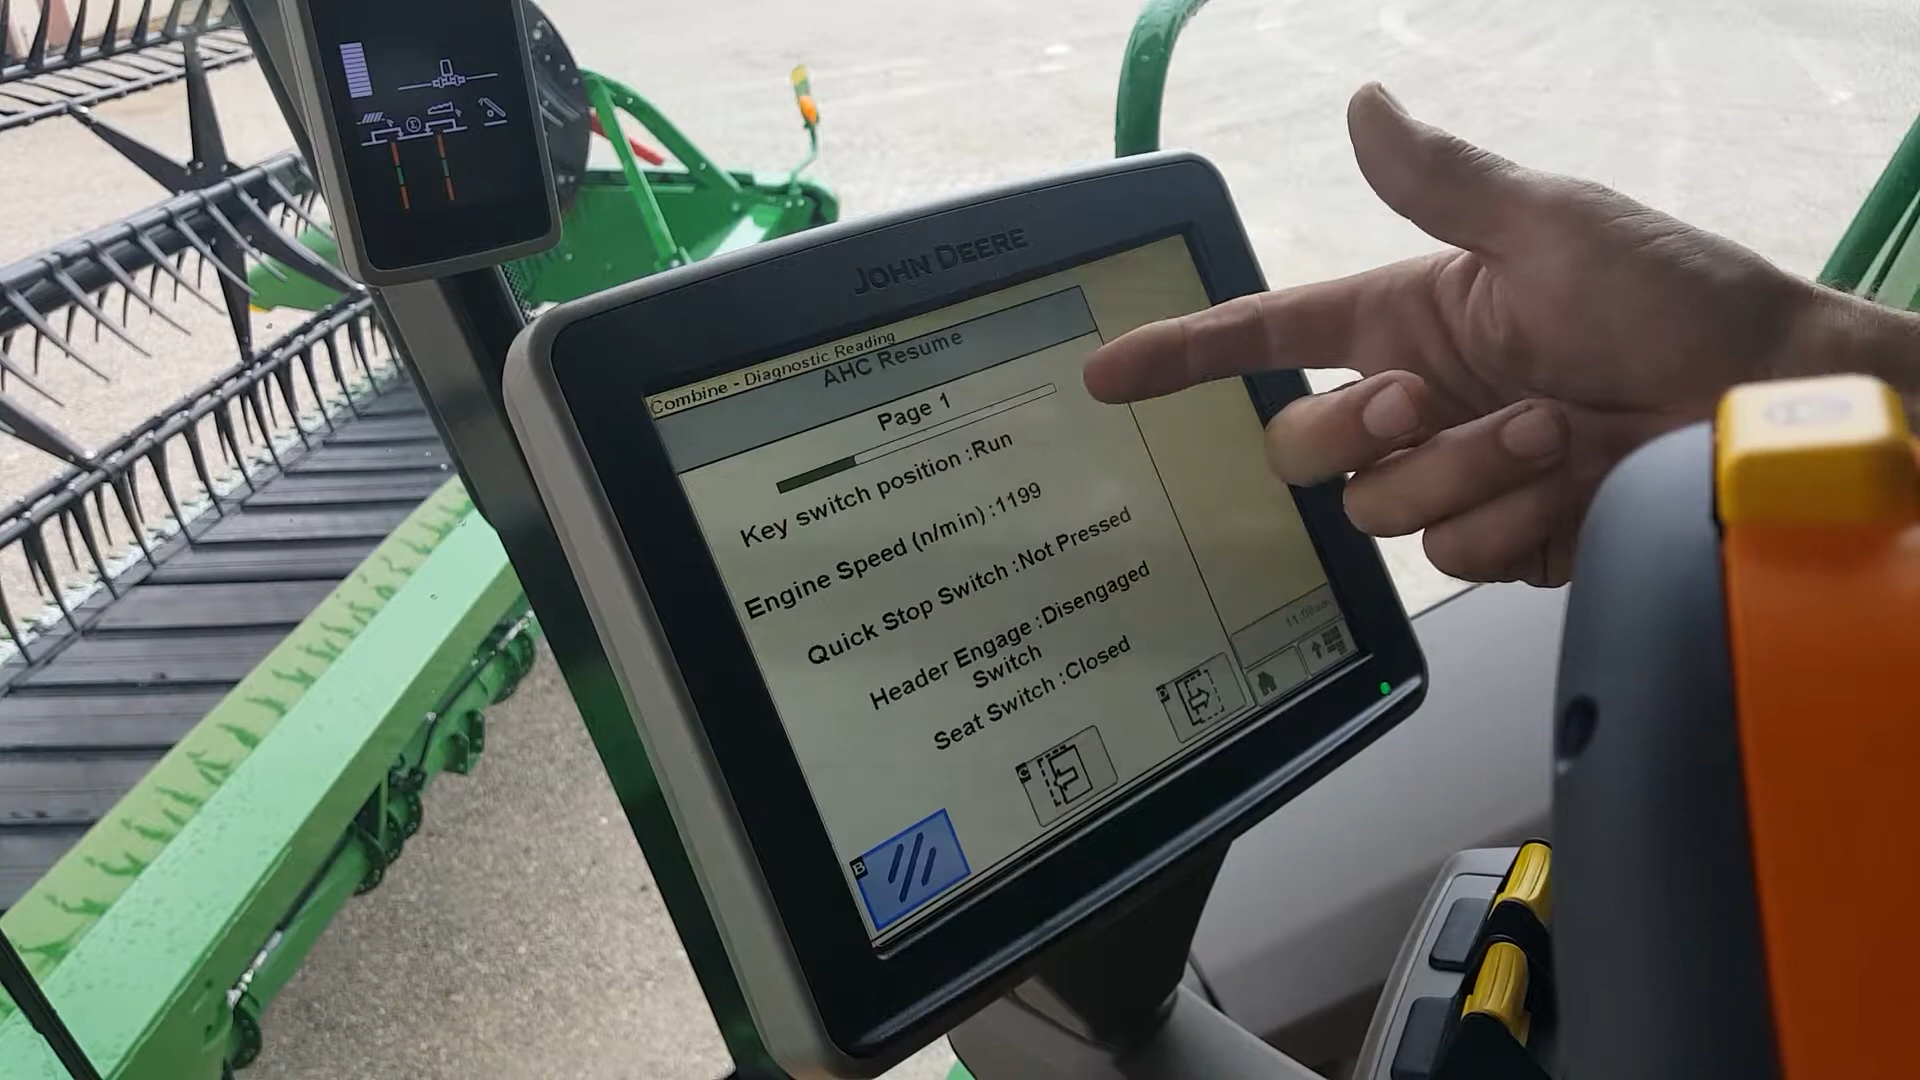 JOHN DEERE
Combine - Diagnostic Reading
AHC Resume
Page 1
Key switch position :Run
Engine Speed (n/min) :1199
Quick Stop Switch :Not Pressed
Header Engage :Disengaged
Switch
Seat Switch :Closed
D
C
B